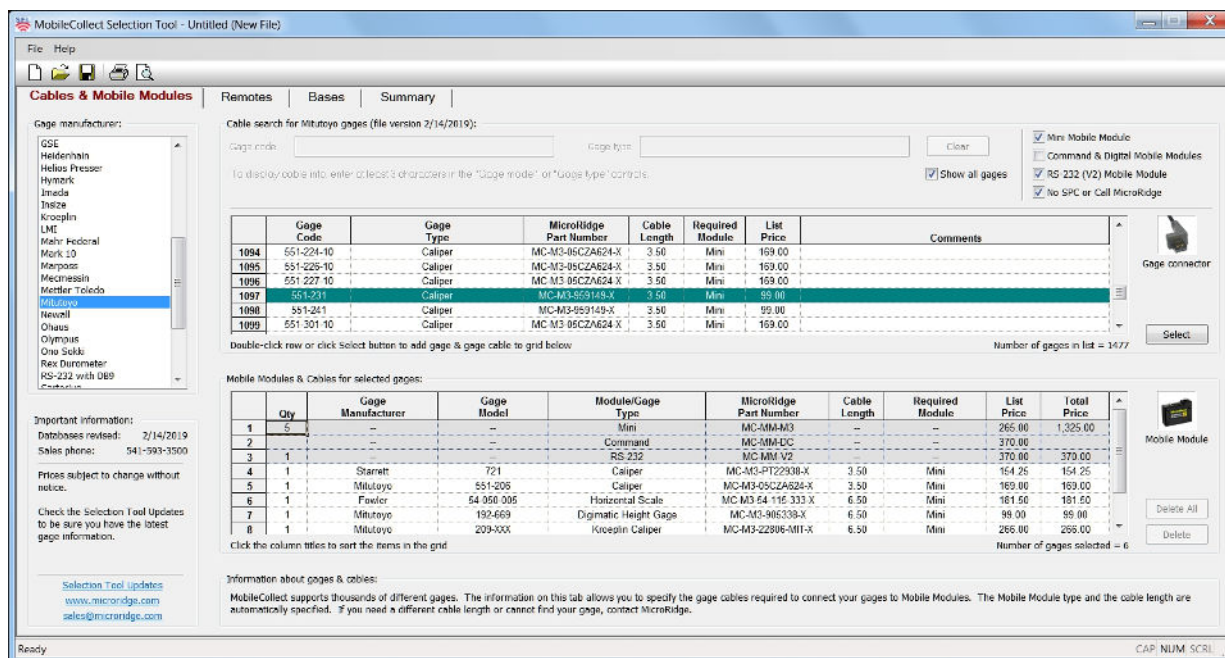 MobileCollect Selection Tool - Untitled (New File)
File Help
Cables & Mobile Modules Remotes Bases Summary
Gage manufacturer:
GSE
Heidenhain
Helios Presser
Hymark
Imada
Insize
Kroeplin
LMI
Mahr Federal
Mark 10
Marposs
Mecmessin
Mettler Toledo
Mitutoyo
Newall
Ohaus
Olympus
Ono Sokki
Rex Durometer
RS-232 with DB9
Sartorius
Important information:
Databases revised: 2/14/2019
Sales phone: 541-593-3500
Prices subject to change without
notice.
Check the Selection Tool Updates
to be sure you have the latest
gage information.
Selection Tool Updates
www.microridge.com
sales@microridge.com
Cable search for Mitutoyo gages (file version 2/14/2019):
Gage code Gage type Clear
To display cable info, enter at least 3 characters in the "Gage model" or "Gage type" controls.
Show all gages
Mini Mobile Module
Command & Digital Mobile Modules
RS-232 (V2) Mobile Module
No SPC or Call MicroRidge
Gage Code Gage Type MicroRidge Part Number Cable Length Required Module List Price Comments
1094 551-224-10 Caliper MC-M3-05CZA624-X 3.50 Mini 169.00
1095 551-226-10 Caliper MC-M3-05CZA624-X 3.50 Mini 169.00
1096 551-227-10 Caliper MC-M3-05CZA624-X 3.50 Mini 169.00
1097 551-231 Caliper MC-M3-959149-X 3.50 Mini 99.00
1098 551-241 Caliper MC-M3-959149-X 3.50 Mini 99.00
1099 551-301-10 Caliper MC-M3-05CZA624-X 3.50 Mini 169.00
Double-click row or click Select button to add gage & gage cable to grid below
Number of gages in list = 1477
Gage connector
Select
Mobile Modules & Cables for selected gages:
Qty Gage Manufacturer Gage Model Module/Gage Type MicroRidge Part Number Cable Length Required Module List Price Total Price
1 5 -- -- Mini MC-MM-M3 -- -- 265.00 1,325.00
2 -- -- Command MC-MM-DC -- -- 370.00
3 1 -- -- RS-232 MC-MM-V2 -- -- 370.00 370.00
4 1 Starrett 721 Caliper MC-M3-PT22938-X 3.50 Mini 154.25 154.25
5 1 Mitutoyo 551-206 Caliper MC-M3-05CZA624-X 3.50 Mini 169.00 169.00
6 1 Fowler 54-050-005 Horizontal Scale MC-M3-54-115-333-X 6.50 Mini 181.50 181.50
7 1 Mitutoyo 192-669 Digimatic Height Gage MC-M3-905338-X 6.50 Mini 99.00 99.00
8 1 Mitutoyo 209-XXX Kroeplin Caliper MC-M3-22806-MIT-X 6.50 Mini 266.00 266.00
Click the column titles to sort the items in the grid
Number of gages selected = 6
Mobile Module
Delete All
Delete
Information about gages & cables:
MobileCollect supports thousands of different gages. The information on this tab allows you to specify the gage cables required to connect your gages to Mobile Modules. The Mobile Module type and the cable length are
automatically specified. If you need a different cable length or cannot find your gage, contact MicroRidge.
Ready
CAP NUM SCRL